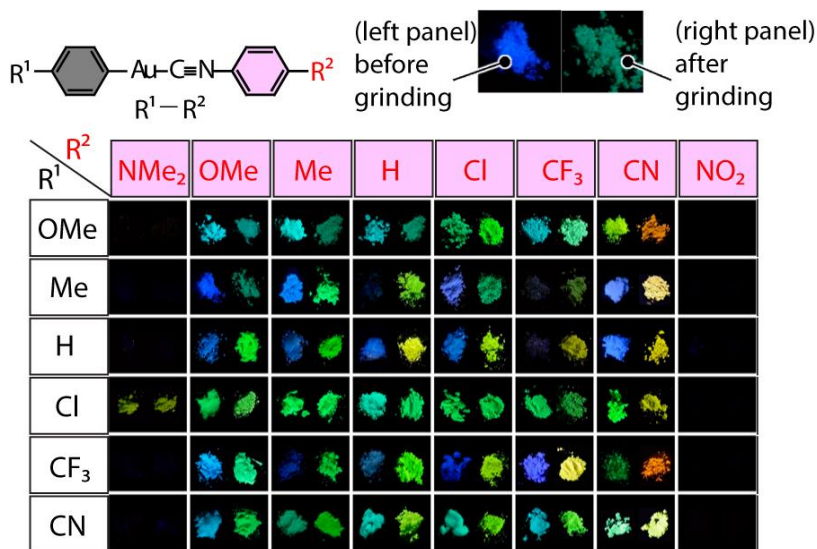 R¹ Au C≡N R²
R¹—R²
(left panel)
before
grinding
(right panel)
after
grinding
R²
R¹
NMe₂ OMe Me H Cl CF₃ CN NO₂
OMe
Me
H
Cl
CF₃
CN